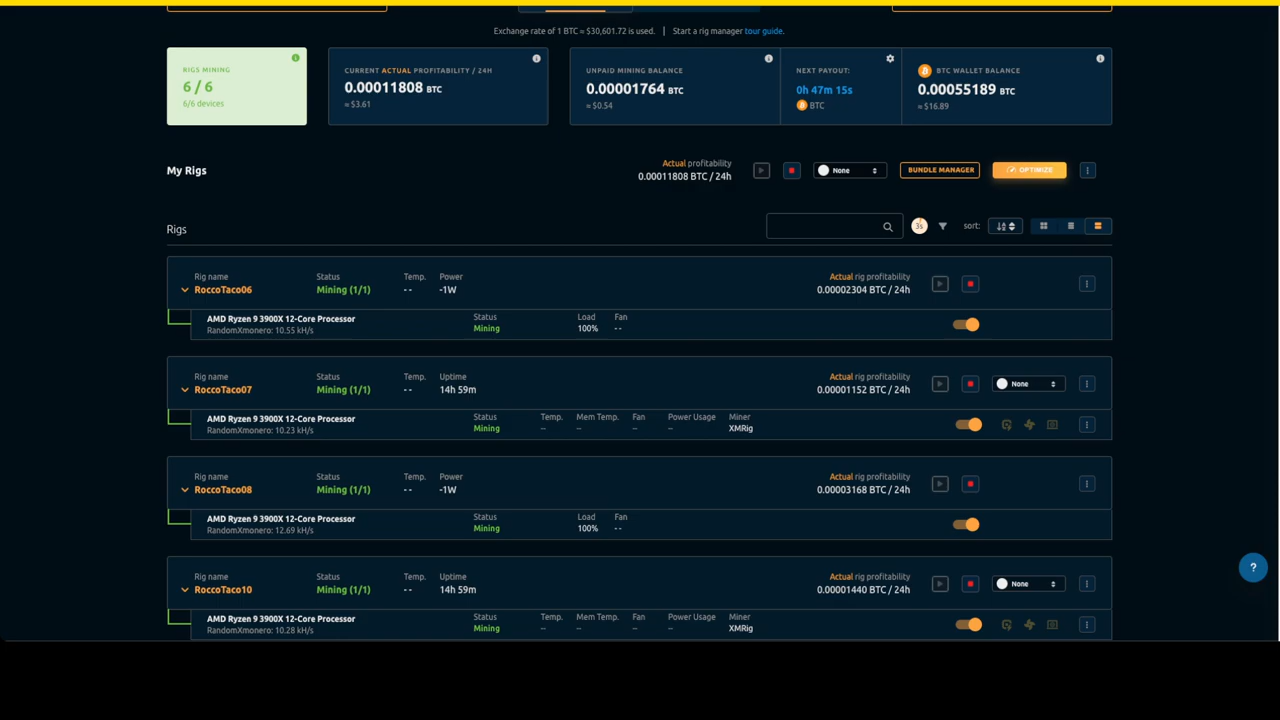 Exchange rate of 1 BTC ≈ $30,601.72 is used. | Start a rig manager tour guide.
RIGS MINING
6 / 6
6/6 devices
CURRENT ACTUAL PROFITABILITY / 24H
0.00011808 BTC
≈ $3.61
UNPAID MINING BALANCE
0.00001764 BTC
≈ $0.54
NEXT PAYOUT:
0h 47m 15s
BTC
BTC WALLET BALANCE
0.00055189 BTC
≈ $16.89
My Rigs
Actual profitability
0.00011808 BTC / 24h
None
BUNDLE MANAGER
OPTIMIZE
Rigs
3s
sort:
Rig name Status Temp. Power Actual rig profitability
RoccoTaco06 Mining (1/1) -- -1W 0.00002304 BTC / 24h
AMD Ryzen 9 3900X 12-Core Processor Status Load Fan
RandomXmonero: 10.55 kH/s Mining 100% --
Rig name Status Temp. Uptime Actual rig profitability
RoccoTaco07 Mining (1/1) -- 14h 59m 0.00001152 BTC / 24h None
AMD Ryzen 9 3900X 12-Core Processor Status Temp. Mem Temp. Fan Power Usage Miner
RandomXmonero: 10.23 kH/s Mining -- -- -- -- XMRig
Rig name Status Temp. Power Actual rig profitability
RoccoTaco08 Mining (1/1) -- -1W 0.00003168 BTC / 24h
AMD Ryzen 9 3900X 12-Core Processor Status Load Fan
RandomXmonero: 12.69 kH/s Mining 100% --
Rig name Status Temp. Uptime Actual rig profitability
RoccoTaco10 Mining (1/1) -- 14h 59m 0.00001440 BTC / 24h None
AMD Ryzen 9 3900X 12-Core Processor Status Temp. Mem Temp. Fan Power Usage Miner
RandomXmonero: 10.28 kH/s Mining -- -- -- -- XMRig
?